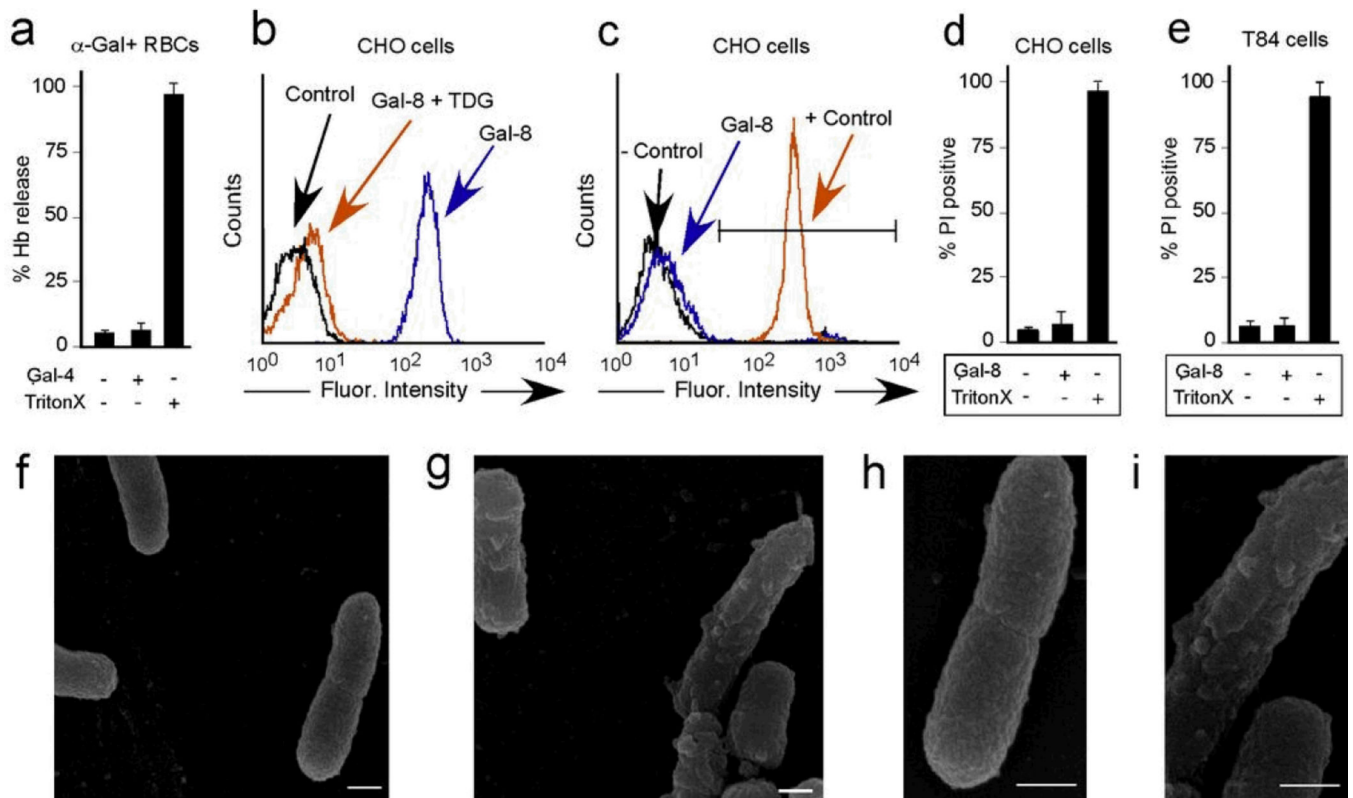 a
α-Gal+ RBCs
% Hb release
100
75
50
25
0
Gal-4 - + -
TritonX - - +
b
CHO cells
Control
Gal-8 + TDG
Gal-8
Counts
10^0 10^1 10^2 10^3 10^4
Fluor. Intensity
c
CHO cells
- Control
Gal-8
+ Control
Counts
10^0 10^1 10^2 10^3 10^4
Fluor. Intensity
d
CHO cells
% PI positive
100
75
50
25
0
Gal-8 - + -
TritonX - - +
e
T84 cells
% PI positive
100
75
50
25
0
Gal-8 - + -
TritonX - - +
f
g
h
i